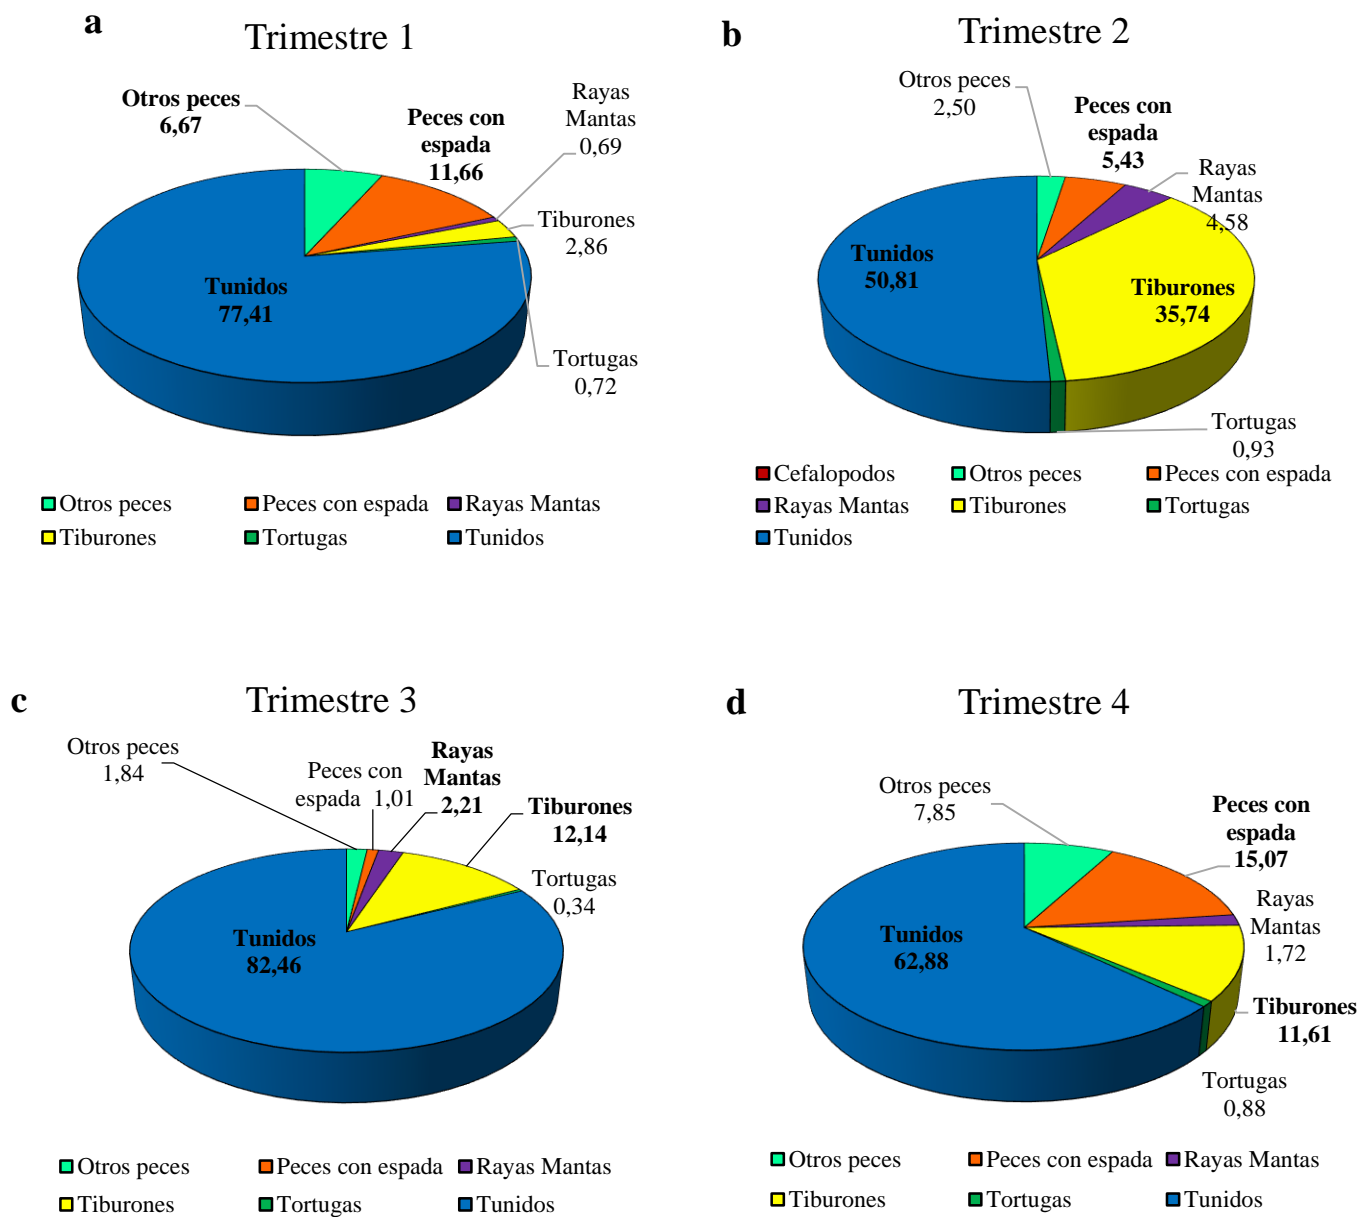 a
Trimestre 1
Otros peces
6,67
Peces con
espada
11,66
Rayas
Mantas
0,69
Tiburones
2,86
Tunidos
77,41
Tortugas
0,72
Otros peces
Peces con espada
Rayas Mantas
Tiburones
Tortugas
Tunidos
b
Trimestre 2
Otros peces
2,50
Peces con
espada
5,43
Rayas
Mantas
4,58
Tunidos
50,81
Tiburones
35,74
Tortugas
0,93
Cefalopodos
Otros peces
Peces con espada
Rayas Mantas
Tiburones
Tortugas
Tunidos
c
Trimestre 3
Otros peces
1,84
Peces con
espada 1,01
Rayas
Mantas
2,21
Tiburones
12,14
Tortugas
0,34
Tunidos
82,46
Otros peces
Peces con espada
Rayas Mantas
Tiburones
Tortugas
Tunidos
d
Trimestre 4
Otros peces
7,85
Peces con
espada
15,07
Rayas
Mantas
1,72
Tunidos
62,88
Tiburones
11,61
Tortugas
0,88
Otros peces
Peces con espada
Rayas Mantas
Tiburones
Tortugas
Tunidos